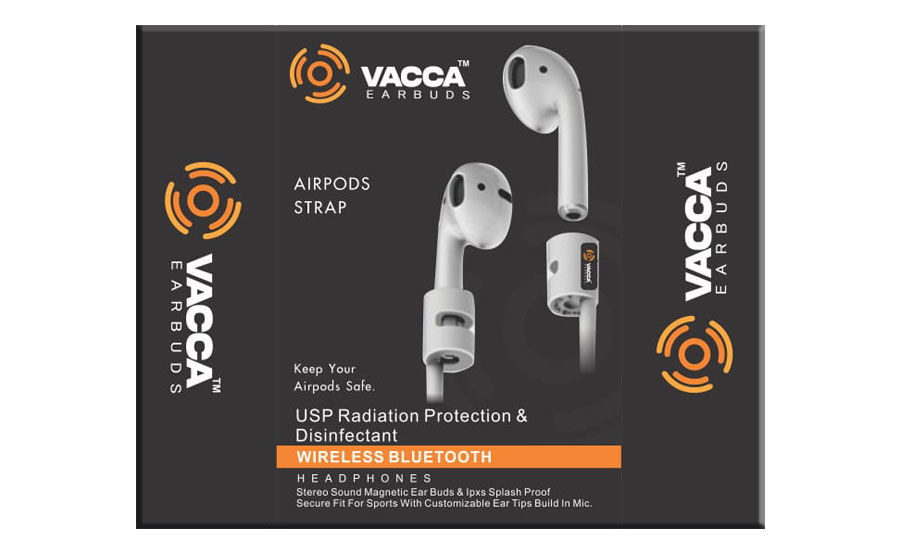 VACCA™
EARBUDS
AIRPODS
STRAP
VACCA
Keep Your
Airpods Safe.
USP Radiation Protection &
Disinfectant
WIRELESS BLUETOOTH
HEADPHONES
Stereo Sound Magnetic Ear Buds & Ipxs Splash Proof
Secure Fit For Sports With Customizable Ear Tips Build In Mic.
VACCA™
EARBUDS
VACCA™
EARBUDS